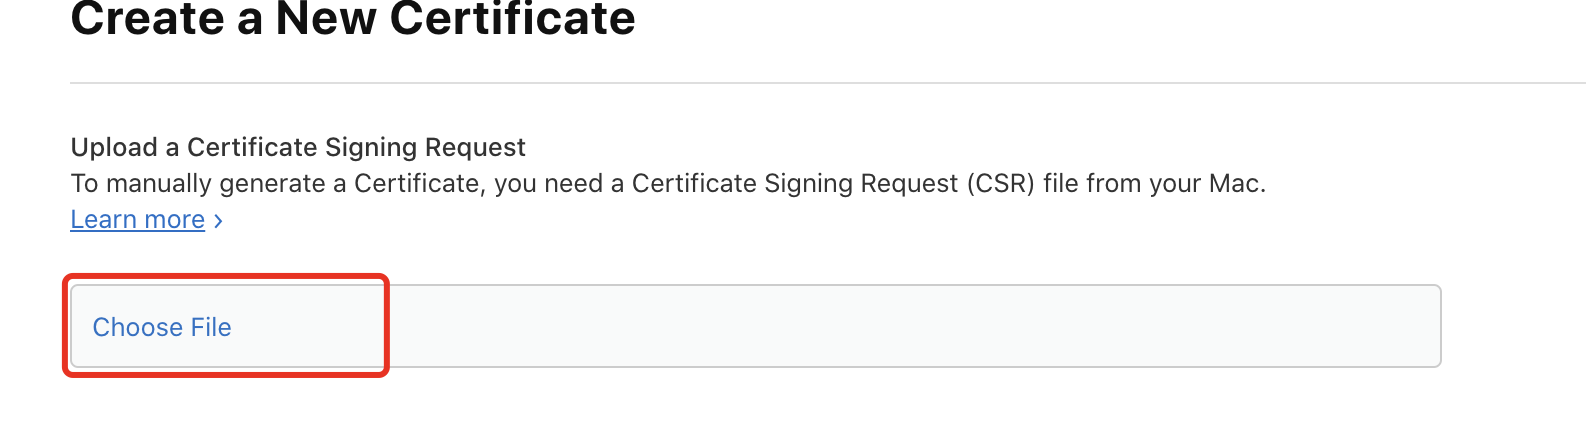 Create a New Certificate
Upload a Certificate Signing Request
To manually generate a Certificate, you need a Certificate Signing Request (CSR) file from your Mac.
Learn more ›
Choose File